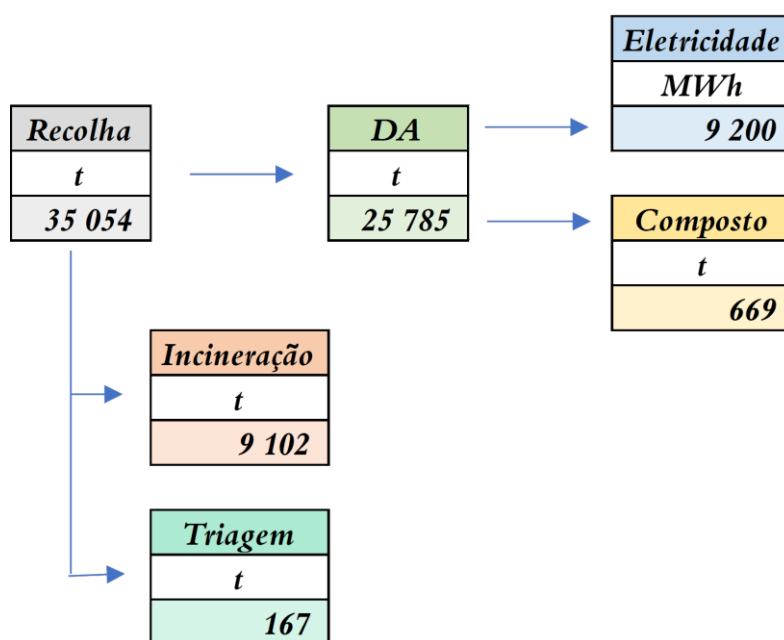 Eletricidade
MWh
9 200
Recolha
t
35 054
DA
t
25 785
Composto
t
669
Incineração
t
9 102
Triagem
t
167